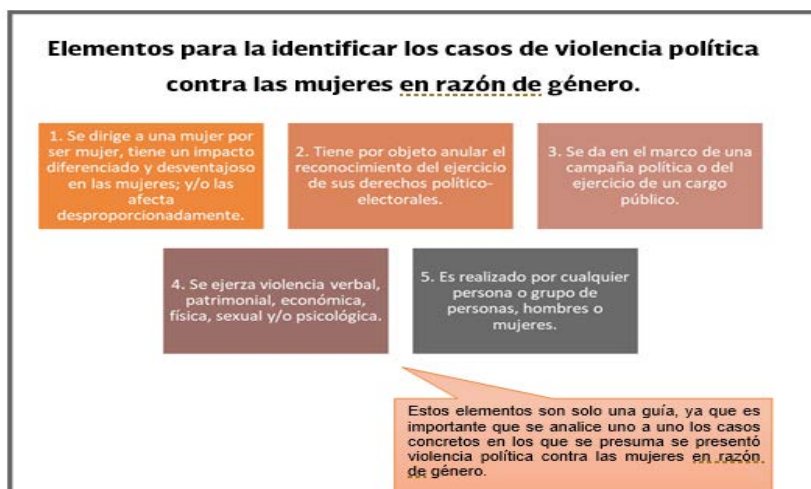 Elementos para la identificar los casos de violencia política
contra las mujeres en razón de género.
1. Se dirige a una mujer por
ser mujer, tiene un impacto
diferenciado y desventajoso
en las mujeres; y/o las
afecta
desproporcionadamente.
2. Tiene por objeto anular el
reconocimiento del ejercicio
de sus derechos político-
electorales.
3. Se da en el marco de una
campaña política o del
ejercicio de un cargo
público.
4. Se ejerza violencia verbal,
patrimonial, económica,
física, sexual y/o psicológica.
5. Es realizado por cualquier
persona o grupo de
personas, hombres o
mujeres.
Estos elementos son solo una guía, ya que es
importante que se analice uno a uno los casos
concretos en los que se presuma se presentó
violencia política contra las mujeres en razón
de género.